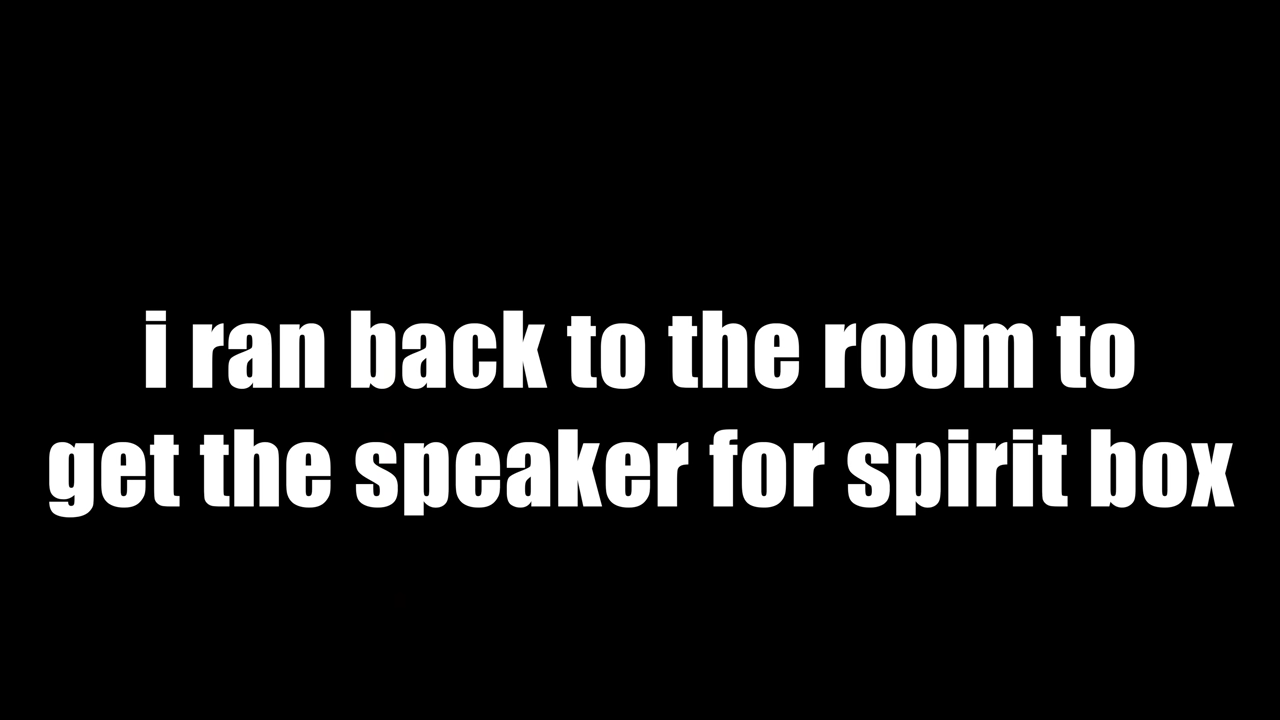 i ran back to the room to
get the speaker for spirit box